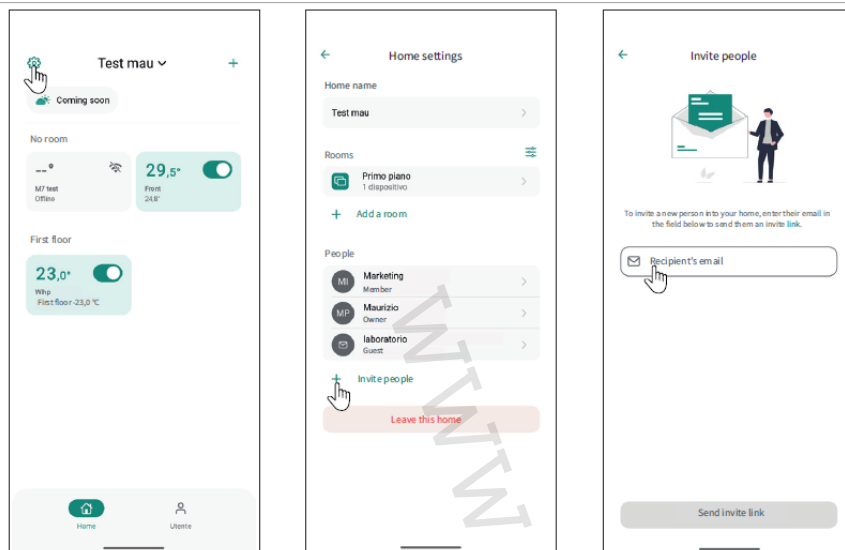 Test mau
+
Coming soon
No room
--°
M7 test
Offline
29,5°
Front
24.8°
First floor
23,0°
Whp
First floor -23,0 °C
Home
Utente
Home settings
Home name
Test mau
Rooms
Primo piano
1 dispositivo
+ Add a room
People
MI
Marketing
Member
MP
Maurizio
Owner
laboratorio
Guest
+ Invite people
Leave this home
WWW
Invite people
To invite a new person into your home, enter their email in
the field below to send them an invite link.
Recipient's email
Send invite link